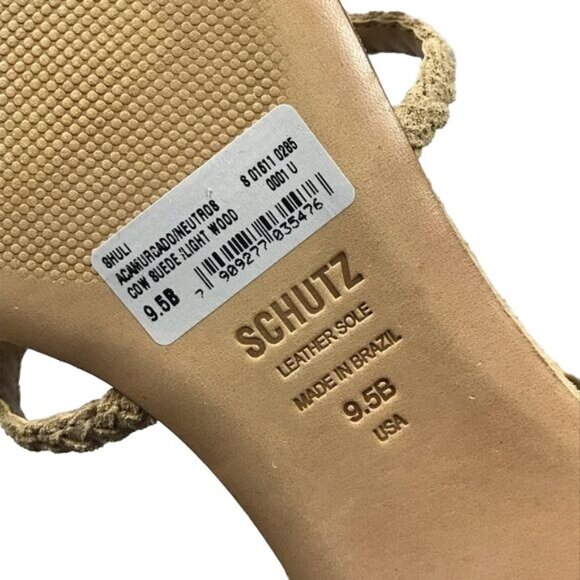 SHULI
ACAMURCADO/NEUTROS
COW SUEDE :LIGHT WOOD
9.5B
S 01611 0285
0001 U
7 909277 035476
SCHUTZ
LEATHER SOLE
MADE IN BRAZIL
9.5B
USA